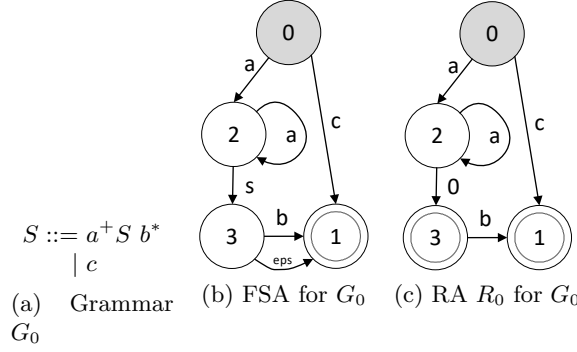 0
a
2
a
c
s
3
b
1
eps
0
a
2
a
c
0
3
b
1
S ::= a⁺S b*
| c
(a) Grammar
G₀
(b) FSA for G₀
(c) RA R₀ for G₀